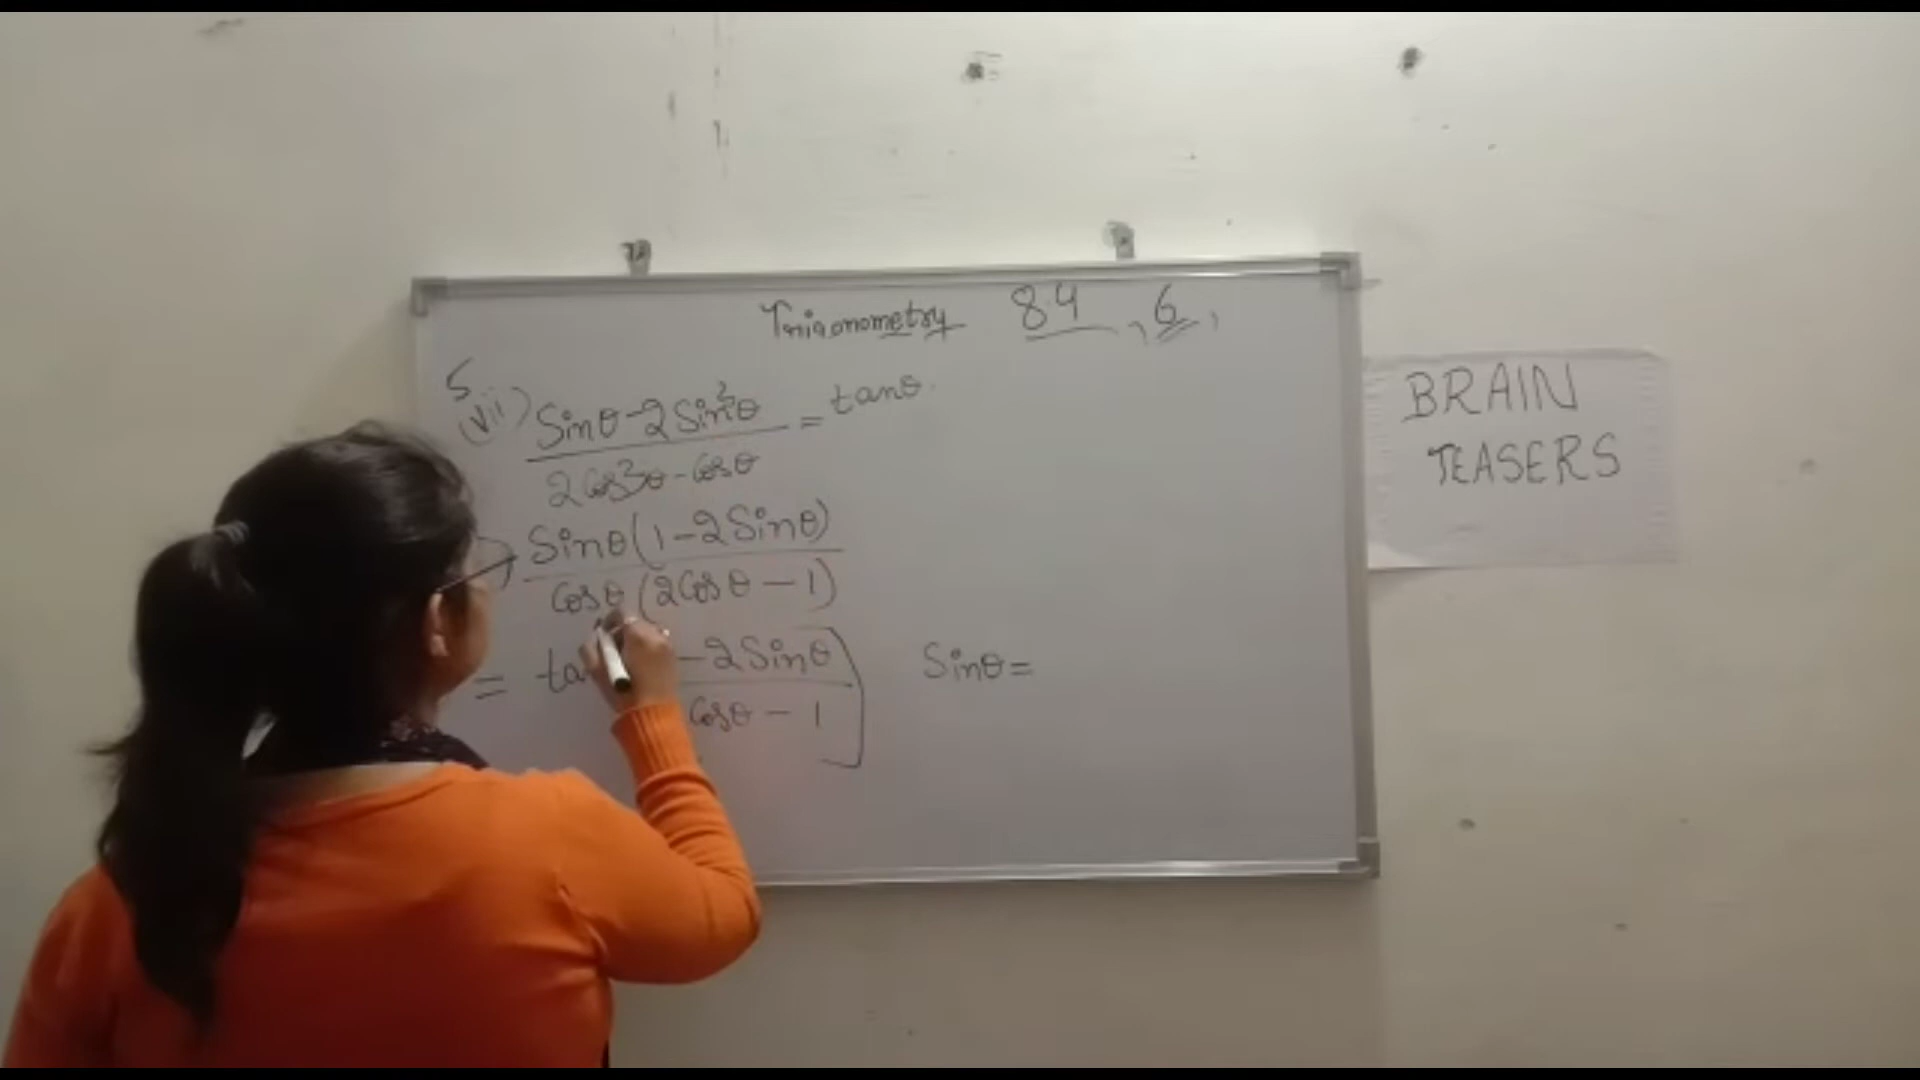 Trigonometry 8.4, 6,
5
(vii) Sinθ-2Sin³θ = tanθ.
2Cos³θ-Cosθ
Sinθ(1-2Sinθ)
Cosθ(2Cosθ-1)
= -2Sinθ
Cosθ-1
Sinθ=
BRAIN
TEASERS